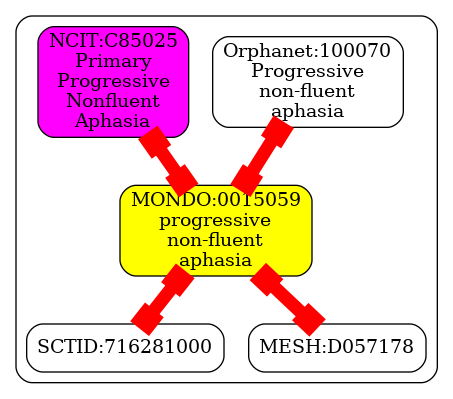 NCIT:C85025
Primary
Progressive
Nonfluent
Aphasia
Orphanet:100070
Progressive
non-fluent
aphasia
MONDO:0015059
progressive
non-fluent
aphasia
SCTID:716281000
MESH:D057178